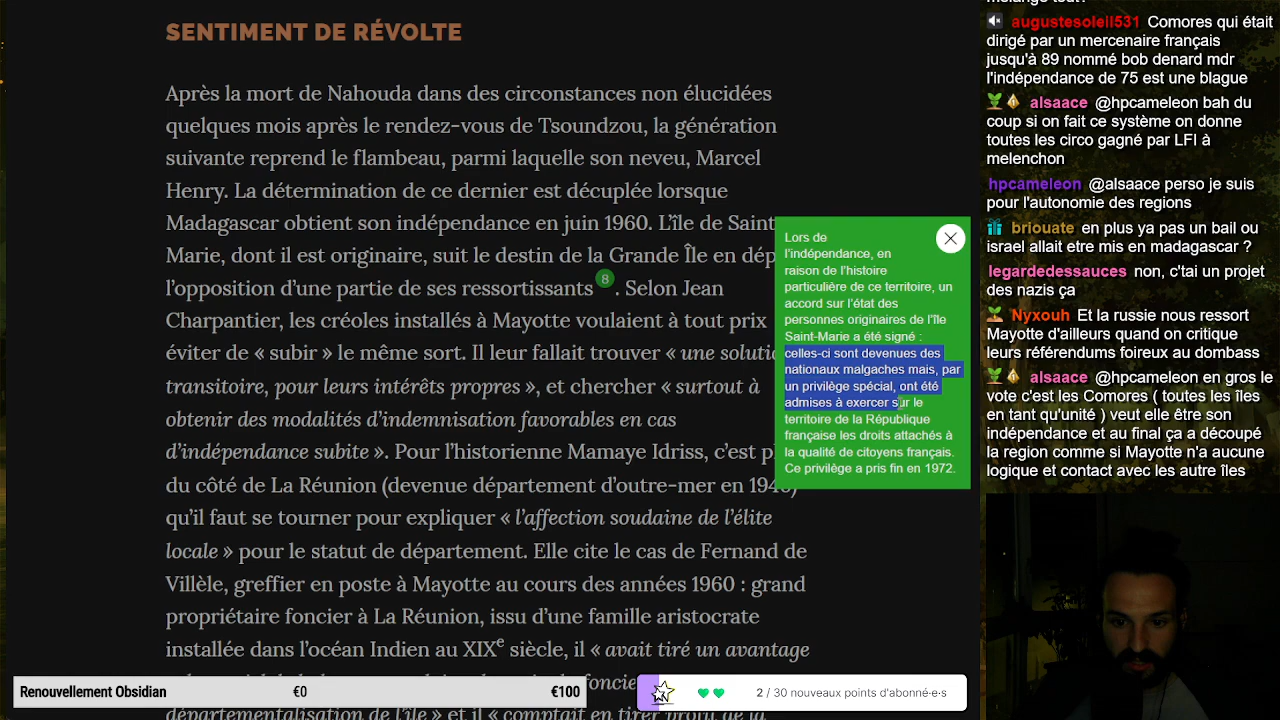 SENTIMENT DE RÉVOLTE
Après la mort de Nahouda dans des circonstances non élucidées
quelques mois après le rendez-vous de Tsoundzou, la génération
suivante reprend le flambeau, parmi laquelle son neveu, Marcel
Henry. La détermination de ce dernier est décuplée lorsque
Madagascar obtient son indépendance en juin 1960. L’île de Saint
Marie, dont il est originaire, suit le destin de la Grande Île en dép
l’opposition d’une partie de ses ressortissants 8. Selon Jean
Charpantier, les créoles installés à Mayotte voulaient à tout prix
éviter de « subir » le même sort. Il leur fallait trouver « une solutio
transitoire, pour leurs intérêts propres », et chercher « surtout à
obtenir des modalités d’indemnisation favorables en cas
d’indépendance subite ». Pour l’historienne Mamaye Idriss, c’est pl
du côté de La Réunion (devenue département d’outre-mer en 1946)
qu’il faut se tourner pour expliquer « l’affection soudaine de l’élite
locale » pour le statut de département. Elle cite le cas de Fernand de
Villèle, greffier en poste à Mayotte au cours des années 1960 : grand
propriétaire foncier à La Réunion, issu d’une famille aristocrate
installée dans l’océan Indien au XIXe siècle, il « avait tiré un avantage
foncie
départementalisation de l’île » et il « comptait en tirer profit de la
Lors de
l’indépendance, en
raison de l’histoire
particulière de ce territoire, un
accord sur l’état des
personnes originaires de l’île
Saint-Marie a été signé :
celles-ci sont devenues des
nationaux malgaches mais, par
un privilège spécial, ont été
admises à exercer sur le
territoire de la République
française les droits attachés à
la qualité de citoyens français.
Ce privilège a pris fin en 1972.
Renouvellement Obsidian €0 €100
2 / 30 nouveaux points d'abonné·e·s
augustesolell531 Comores qui était
dirigé par un mercenaire français
jusqu'à 89 nommé bob denard mdr
l'indépendance de 75 est une blague
alsaace @hpcameleon bah du
coup si on fait ce système on donne
toutes les circo gagné par LFI à
melenchon
hpcameleon @alsaace perso je suis
pour l'autonomie des regions
briouate en plus ya pas un bail ou
israel allait etre mis en madagascar ?
legardedessauces non, c'tai un projet
des nazis ça
Nyxouh Et la russie nous ressort
Mayotte d'ailleurs quand on critique
leurs référendums foireux au dombass
alsaace @hpcameleon en gros le
vote c'est les Comores ( toutes les îles
en tant qu'unité ) veut elle être son
indépendance et au final ça a découpé
la region comme si Mayotte n'a aucune
logique et contact avec les autre îles